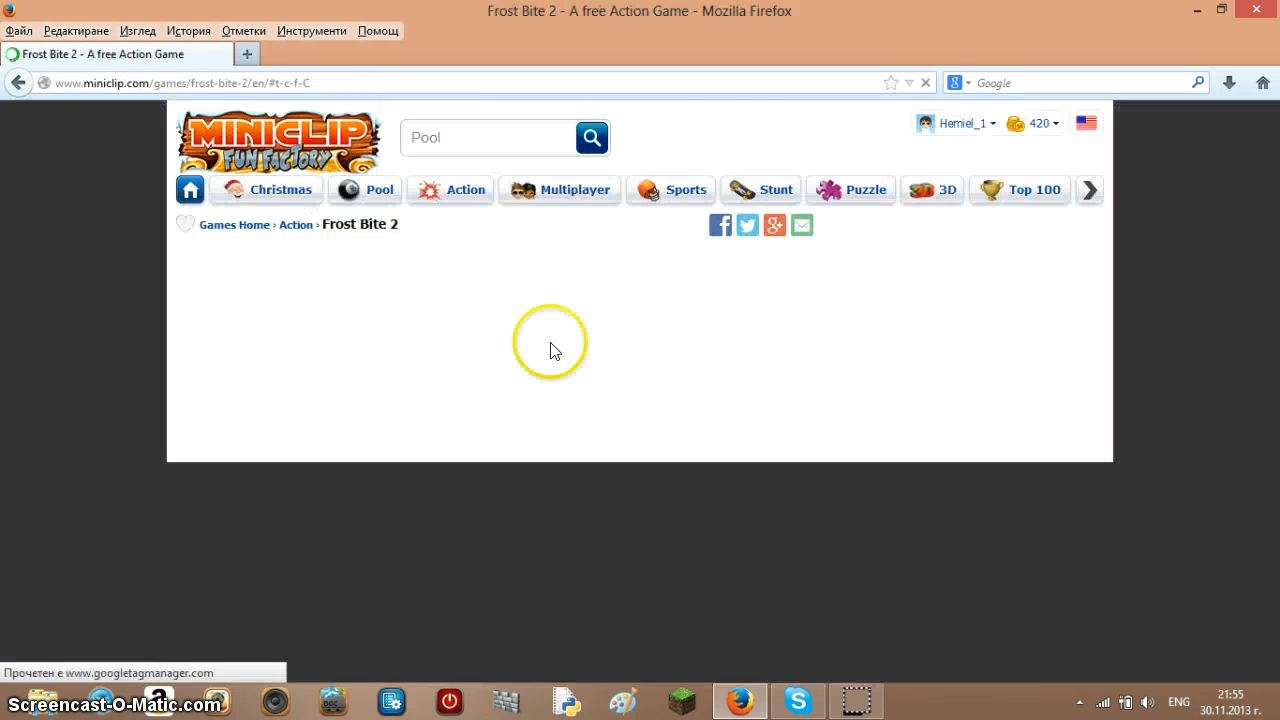 Frost Bite 2 - A free Action Game - Mozilla Firefox
Файл Редактиране Изглед История Отметки Инструменти Помощ
Frost Bite 2 - A free Action Game
www.miniclip.com/games/frost-bite-2/en/#t-c-f-C
Google
MINICLIP
FUN FACTORY
Pool
Hemiel_1
420
Christmas Pool Action Multiplayer Sports Stunt Puzzle 3D Top 100
Games Home › Action › Frost Bite 2
Прочетен е www.googletagmanager.com
DOC
ENG
21:55
30.11.2013 г.
Screencast-O-Matic.com